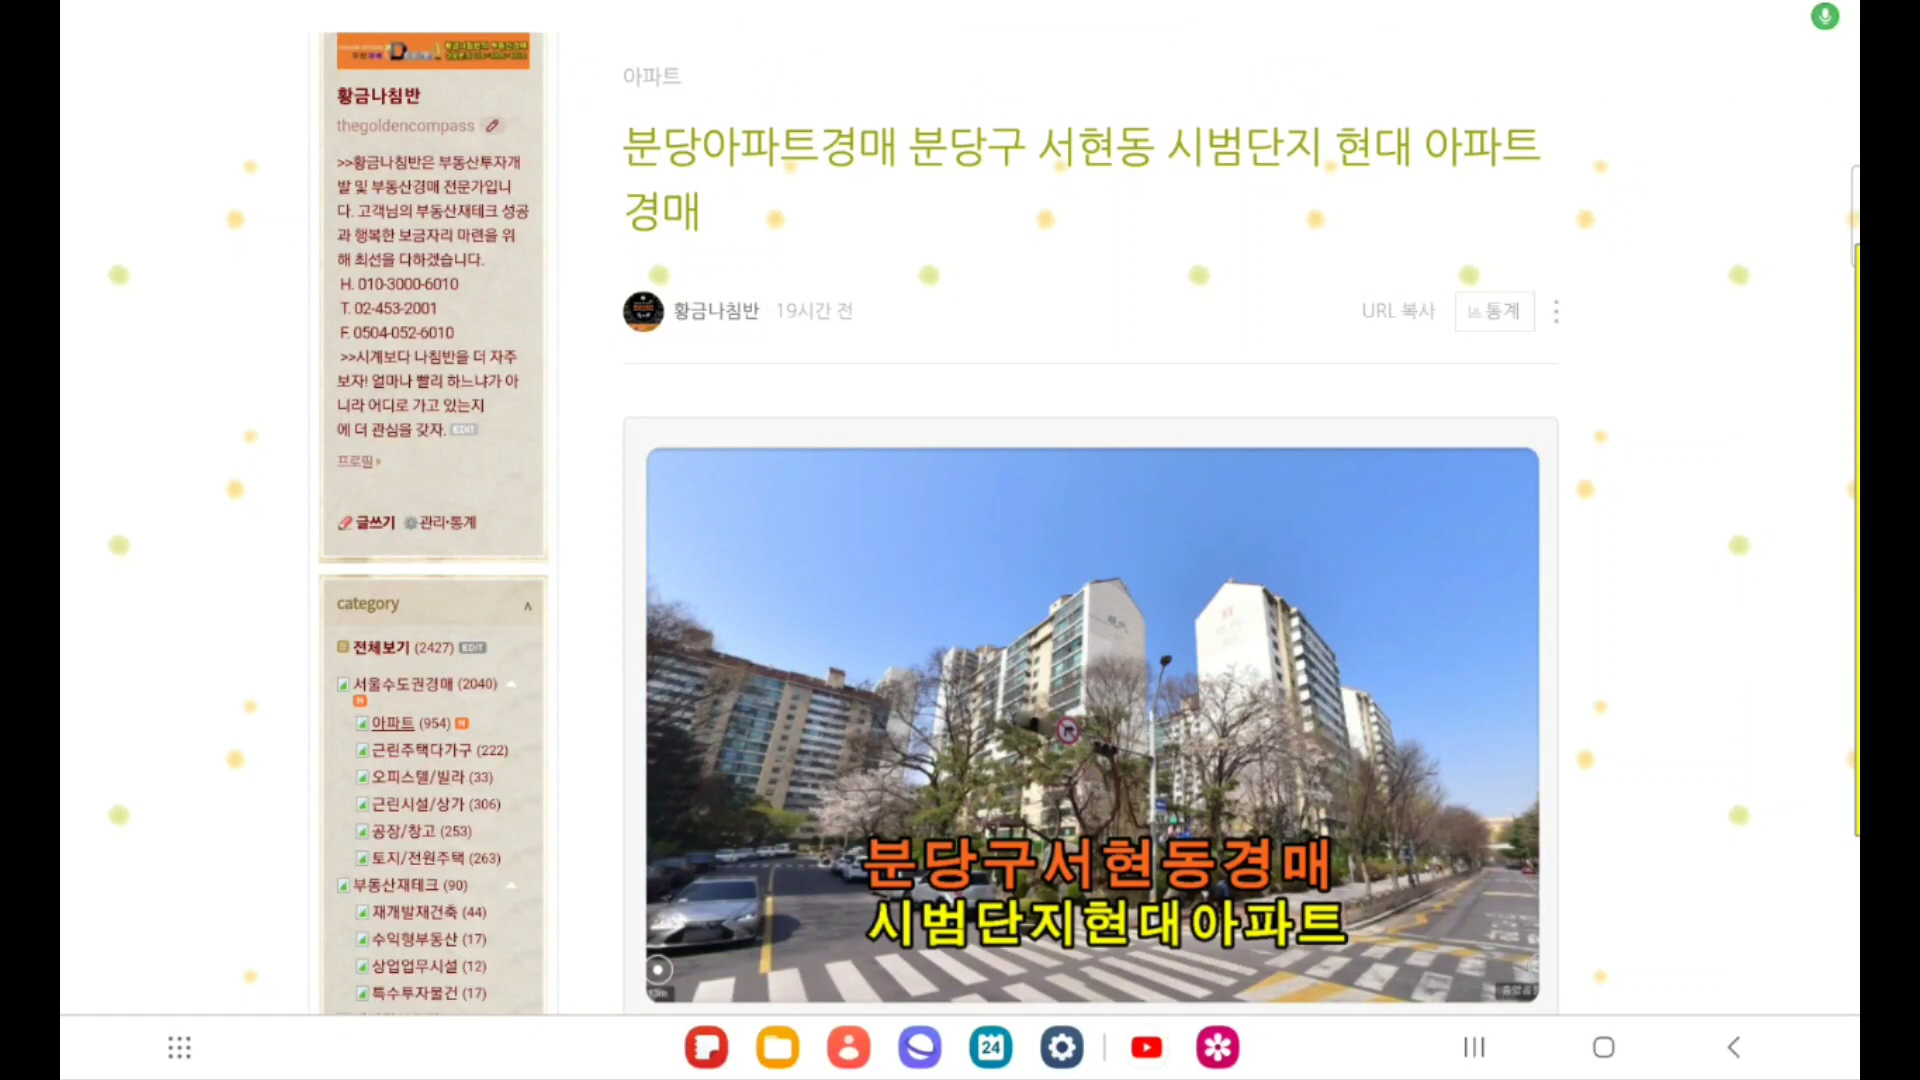 황금나침반
thegoldencompass
>>황금나침반은 부동산투자개
발 및 부동산경매 전문가입니
다. 고객님의 부동산재테크 성공
과 행복한 보금자리 마련을 위
해 최선을 다하겠습니다.
H. 010-3000-6010
T. 02-453-2001
F. 0504-052-6010
>>시계보다 나침반을 더 자주
보자! 얼마나 빨리 하느냐가 아
니라 어디로 가고 있는지
에 더 관심을 갖자. EDIT
프로필
글쓰기 관리·통계
category
전체보기 (2427) EDIT
서울수도권경매 (2040)
N
아파트 (954) N
근린주택다가구 (222)
오피스텔/빌라 (33)
근린시설/상가 (306)
공장/창고 (253)
토지/전원주택 (263)
부동산재테크 (90)
재개발재건축 (44)
수익형부동산 (17)
상업업무시설 (12)
특수투자물건 (17)
아파트
분당아파트경매 분당구 서현동 시범단지 현대 아파트
경매
황금나침반 19시간 전
URL 복사 통계
분당구서현동경매
시범단지현대아파트
24